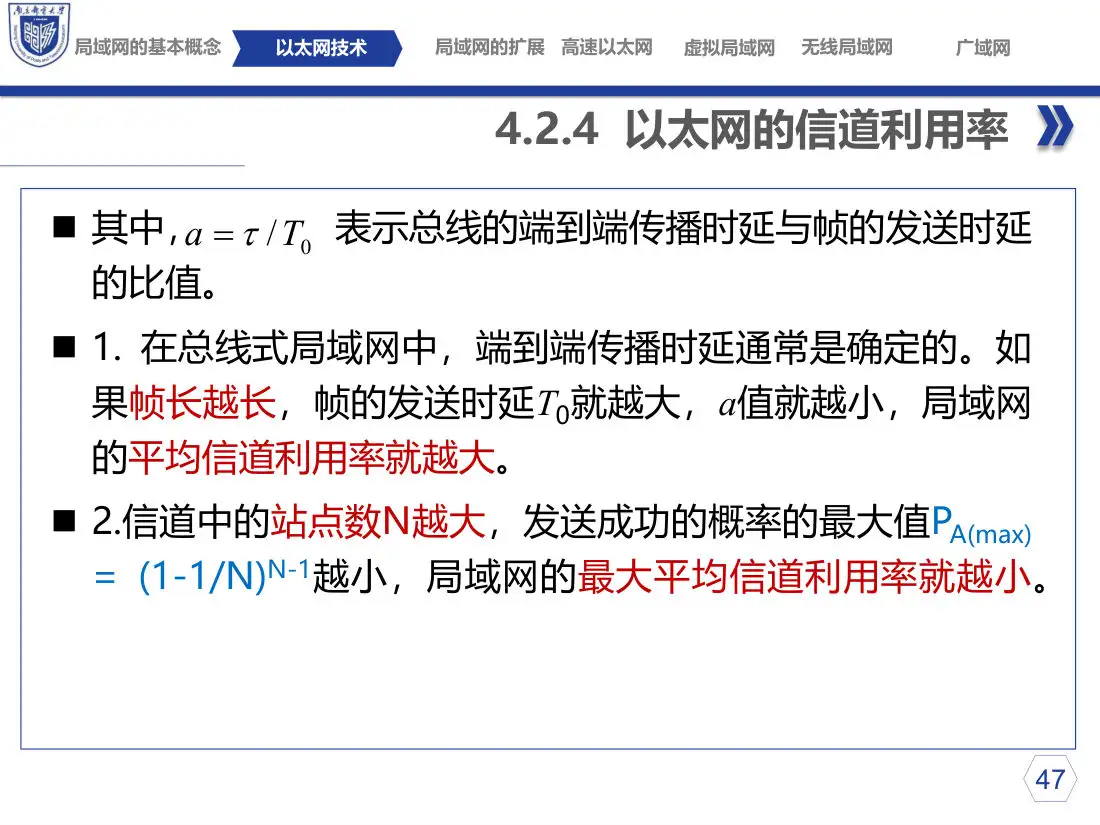 南京邮电大学
局域网的基本概念 以太网技术 局域网的扩展 高速以太网 虚拟局域网 无线局域网 广域网
4.2.4 以太网的信道利用率
■ 其中, a = τ / T₀ 表示总线的端到端传播时延与帧的发送时延
的比值。
■ 1. 在总线式局域网中，端到端传播时延通常是确定的。如
果帧长越长，帧的发送时延T₀就越大，a值就越小，局域网
的平均信道利用率就越大。
■ 2.信道中的站点数N越大，发送成功的概率的最大值P_A(max)
= (1-1/N)^N-1越小，局域网的最大平均信道利用率就越小。
47